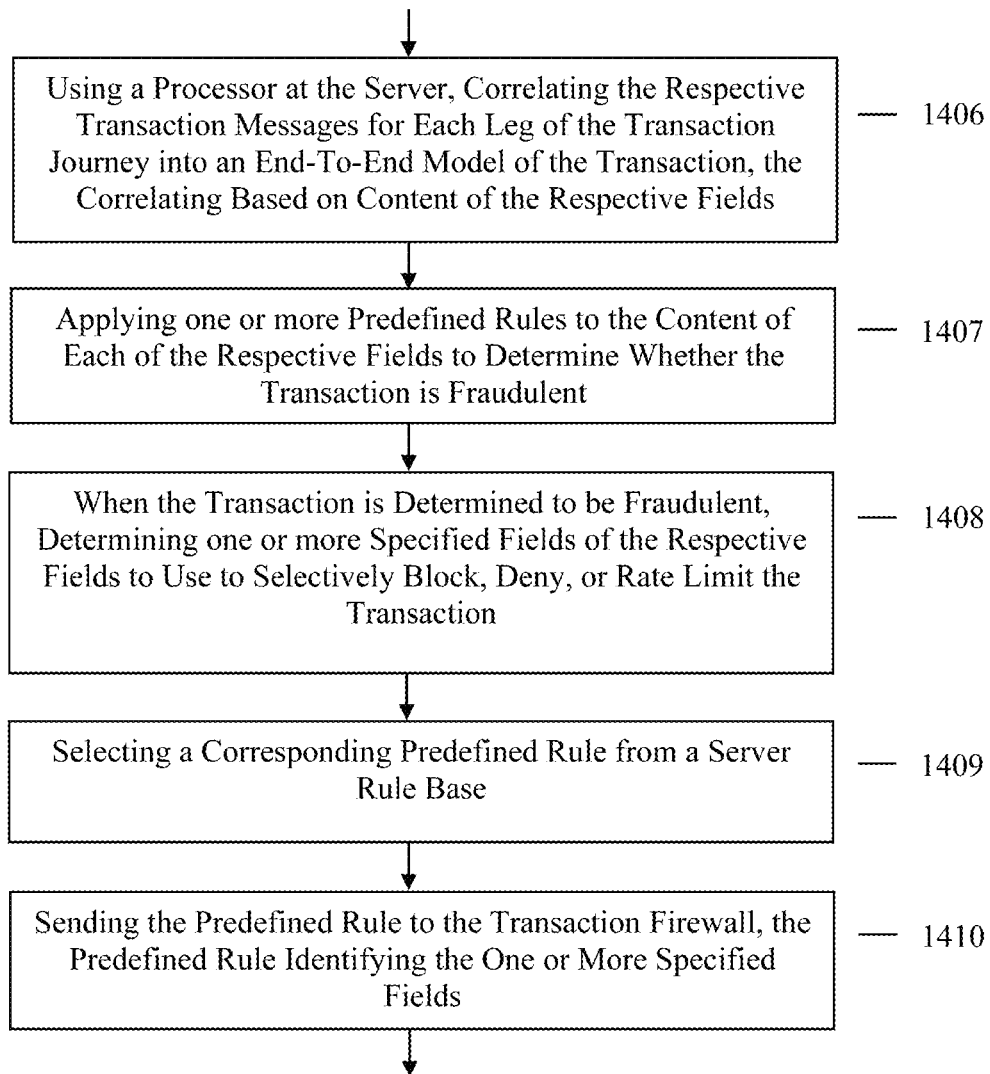 Using a Processor at the Server, Correlating the Respective
Transaction Messages for Each Leg of the Transaction
Journey into an End-To-End Model of the Transaction, the
Correlating Based on Content of the Respective Fields
1406
Applying one or more Predefined Rules to the Content of
Each of the Respective Fields to Determine Whether the
Transaction is Fraudulent
1407
When the Transaction is Determined to be Fraudulent,
Determining one or more Specified Fields of the Respective
Fields to Use to Selectively Block, Deny, or Rate Limit the
Transaction
1408
Selecting a Corresponding Predefined Rule from a Server
Rule Base
1409
Sending the Predefined Rule to the Transaction Firewall, the
Predefined Rule Identifying the One or More Specified
Fields
1410